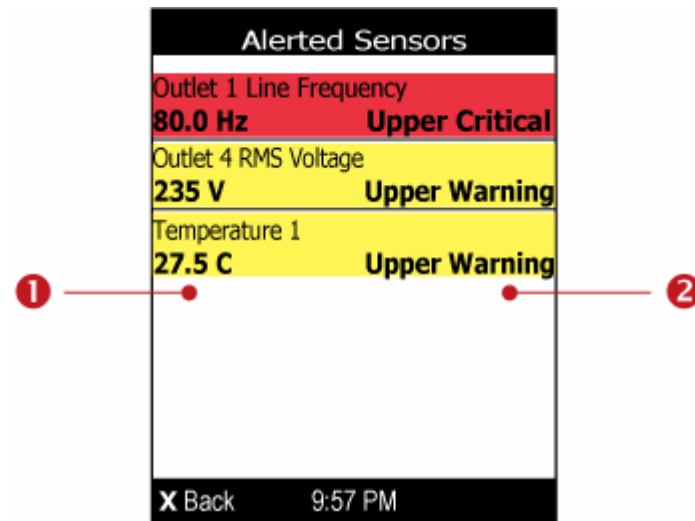 Alerted Sensors
Outlet 1 Line Frequency
80.0 Hz Upper Critical
Outlet 4 RMS Voltage
235 V Upper Warning
Temperature 1
27.5 C Upper Warning
1 2
X Back 9:57 PM